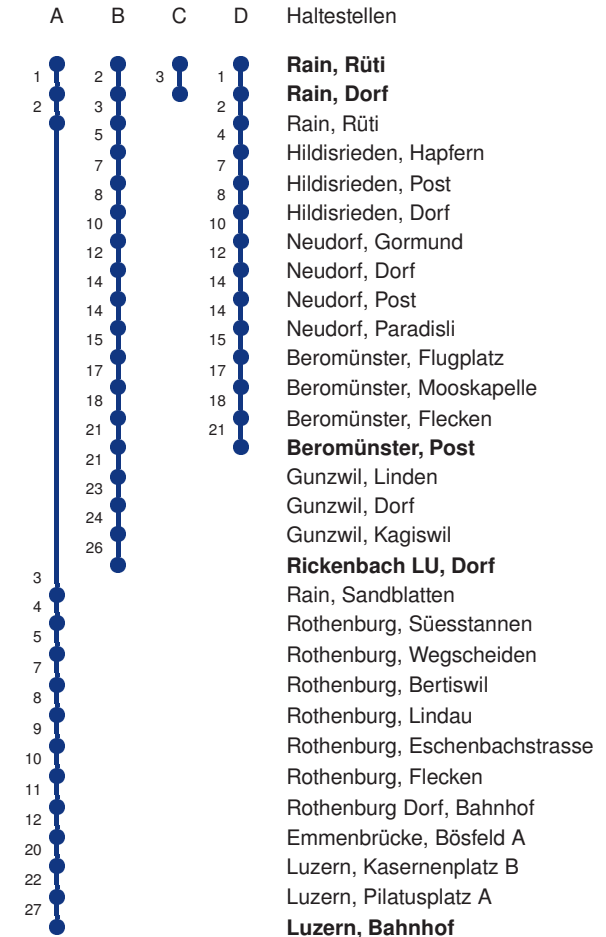 A B C D Haltestellen
Rain, Rüti
1 2 3 1
Rain, Dorf
2 3 2
Rain, Rüti
5 4
Hildisrieden, Hapfern
7 7
Hildisrieden, Post
8 8
Hildisrieden, Dorf
10 10
Neudorf, Gormund
12 12
Neudorf, Dorf
14 14
Neudorf, Post
14 14
Neudorf, Paradisli
15 15
Beromünster, Flugplatz
17 17
Beromünster, Mooskapelle
18 18
Beromünster, Flecken
21 21
Beromünster, Post
21
Gunzwil, Linden
23
Gunzwil, Dorf
24
Gunzwil, Kagiswil
26
Rickenbach LU, Dorf
3
Rain, Sandblatten
4
Rothenburg, Süesstannen
5
Rothenburg, Wegscheiden
7
Rothenburg, Bertiswil
8
Rothenburg, Lindau
9
Rothenburg, Eschenbachstrasse
10
Rothenburg, Flecken
11
Rothenburg Dorf, Bahnhof
12
Emmenbrücke, Bösfeld A
20
Luzern, Kasernenplatz B
22
Luzern, Pilatusplatz A
27
Luzern, Bahnhof